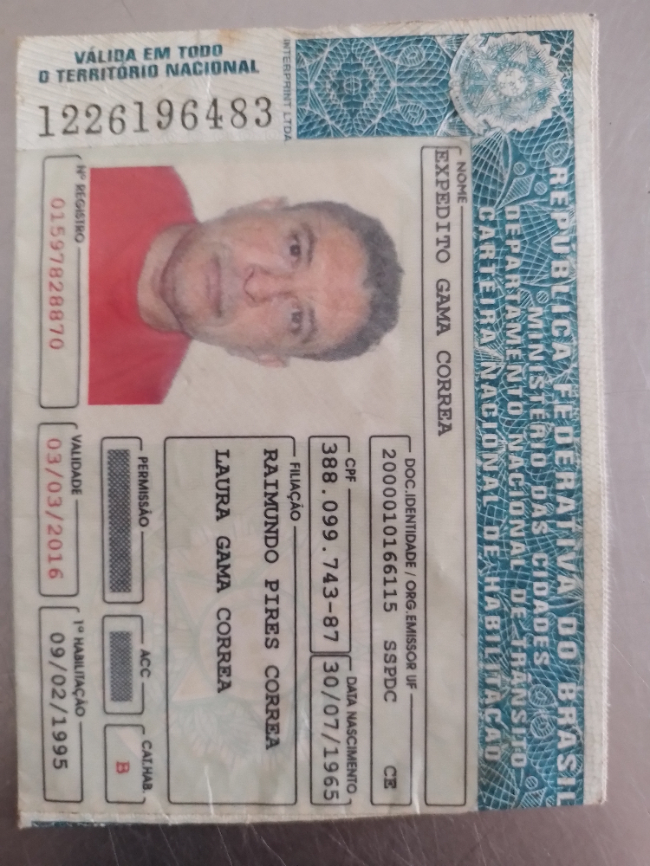 REPÚBLICA FEDERATIVA DO BRASIL
MINISTÉRIO DAS CIDADES
DEPARTAMENTO NACIONAL DE TRÂNSITO
CARTEIRA NACIONAL DE HABILITAÇÃO
NOME
EXPEDITO GAMA CORREA
DOC.IDENTIDADE / ORG.EMISSOR UF
2000010166115 SSPDC CE
CPF
388.099.743-87
DATA NASCIMENTO
30/07/1965
FILIAÇÃO
RAIMUNDO PIRES CORREA
LAURA GAMA CORREA
PERMISSÃO
ACC
CAT.HAB.
B
Nº REGISTRO
01597828870
VALIDADE
03/03/2016
1ª HABILITAÇÃO
09/02/1995
VÁLIDA EM TODO
O TERRITÓRIO NACIONAL
1226196483
INTERPRINT LTDA